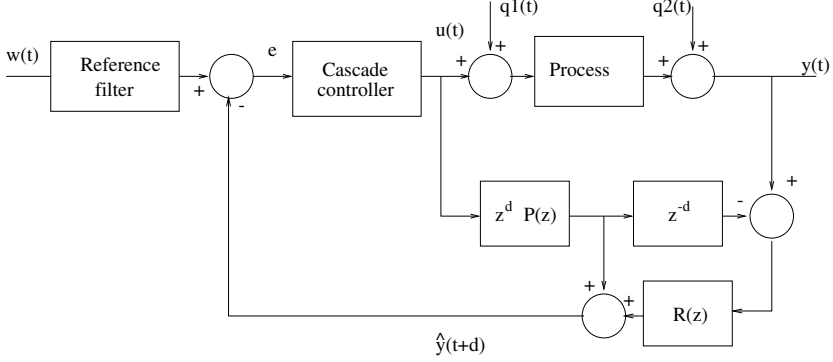 q1(t)
q2(t)
w(t)
Reference
filter
e
Cascade
controller
u(t)
Process
y(t)
+
-
+
+
+
+
z^d P(z)
z^-d
-
+
+
+
R(z)
ŷ(t+d)